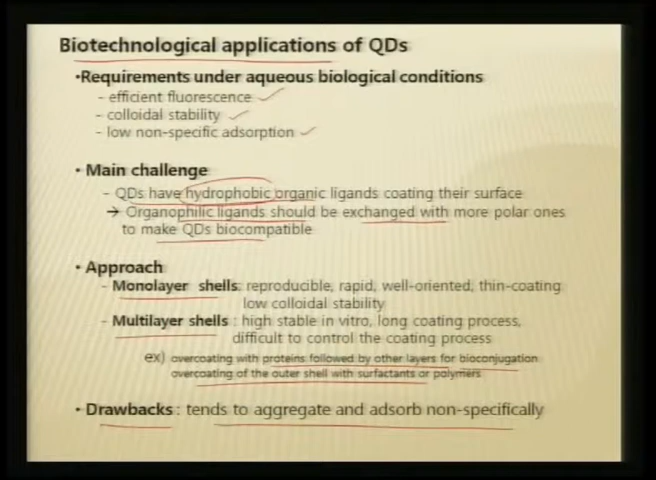 Biotechnological applications of QDs
•Requirements under aqueous biological conditions
- efficient fluorescence
- colloidal stability
- low non-specific adsorption
• Main challenge
- QDs have hydrophobic organic ligands coating their surface
→ Organophilic ligands should be exchanged with more polar ones
to make QDs biocompatible
• Approach
- Monolayer shells: reproducible, rapid, well-oriented, thin-coating
low colloidal stability
- Multilayer shells : high stable in vitro, long coating process,
difficult to control the coating process
ex) overcoating with proteins followed by other layers for bioconjugation
overcoating of the outer shell with surfactants or polymers
• Drawbacks : tends to aggregate and adsorb non-specifically